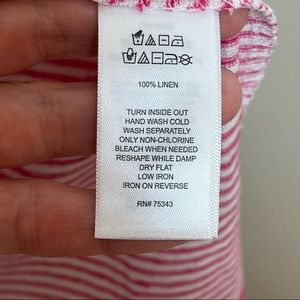 100% LINEN
TURN INSIDE OUT
HAND WASH COLD
WASH SEPARATELY
ONLY NON-CHLORINE
BLEACH WHEN NEEDED
RESHAPE WHILE DAMP
DRY FLAT
LOW IRON
IRON ON REVERSE
RN# 75343